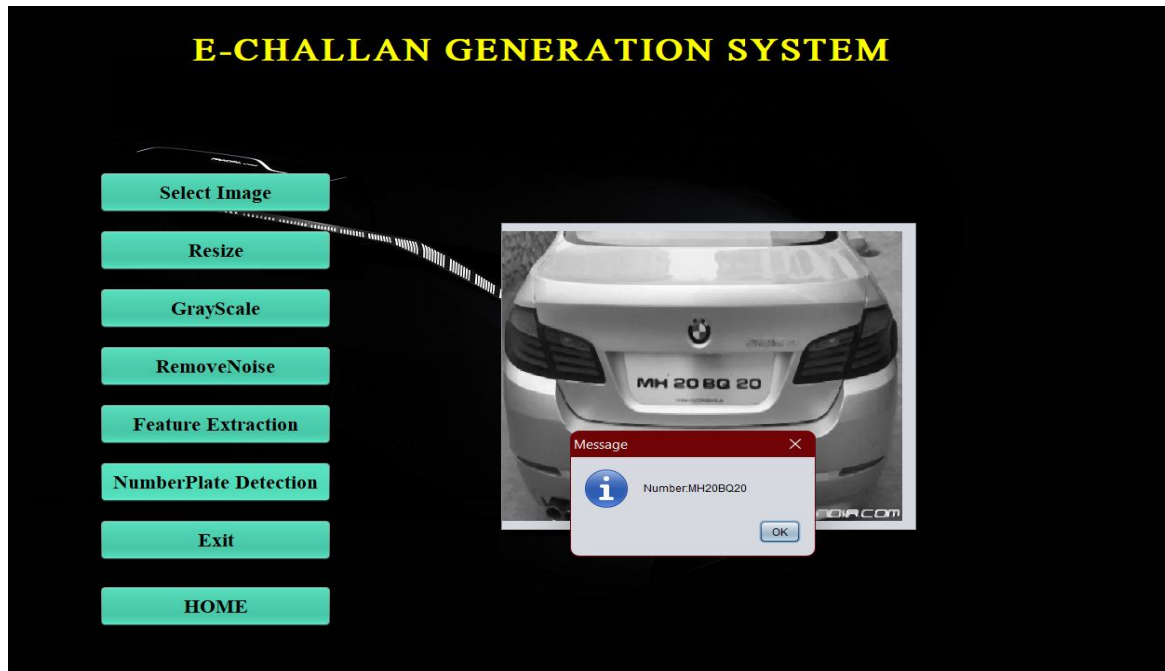 E-CHALLAN GENERATION SYSTEM
Select Image
Resize
GrayScale
RemoveNoise
Feature Extraction
NumberPlate Detection
Exit
HOME
MH 20 BQ 20
Message
Number:MH20BQ20
OK